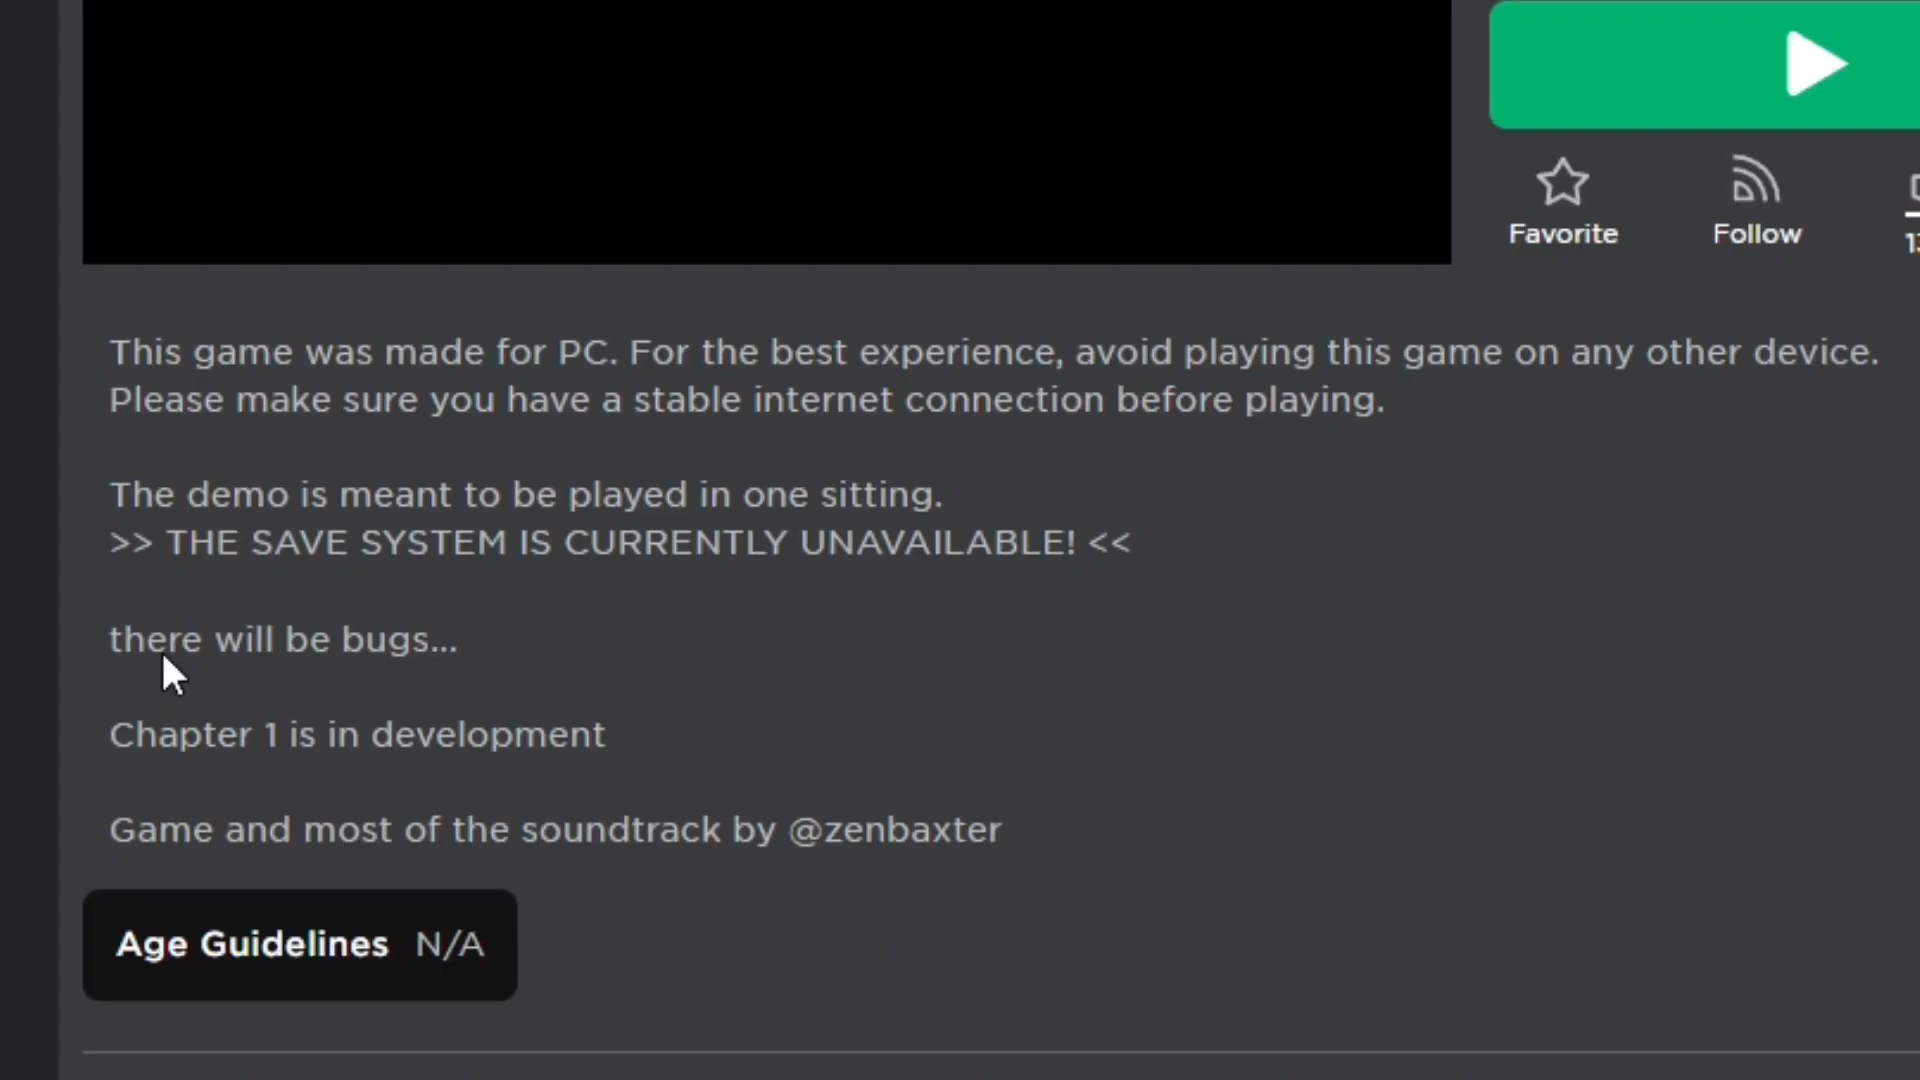 Favorite
Follow
This game was made for PC. For the best experience, avoid playing this game on any other device.
Please make sure you have a stable internet connection before playing.
The demo is meant to be played in one sitting.
>> THE SAVE SYSTEM IS CURRENTLY UNAVAILABLE! <<
there will be bugs...
Chapter 1 is in development
Game and most of the soundtrack by @zenbaxter
Age Guidelines N/A